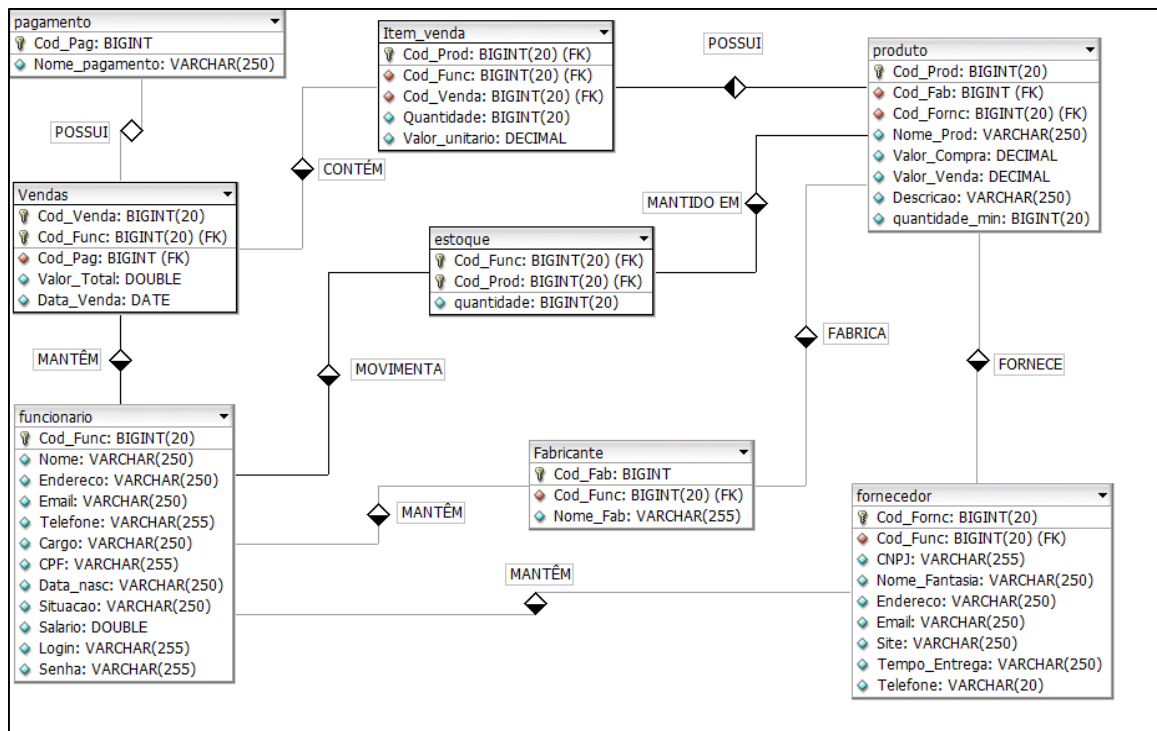 pagamento
Cod_Pag: BIGINT
Nome_pagamento: VARCHAR(250)
POSSUI
Item_venda
Cod_Prod: BIGINT(20) (FK)
Cod_Func: BIGINT(20) (FK)
Cod_Venda: BIGINT(20) (FK)
Quantidade: BIGINT(20)
Valor_unitario: DECIMAL
POSSUI
produto
Cod_Prod: BIGINT(20)
Cod_Fab: BIGINT (FK)
Cod_Fornc: BIGINT(20) (FK)
Nome_Prod: VARCHAR(250)
Valor_Compra: DECIMAL
Valor_Venda: DECIMAL
Descricao: VARCHAR(250)
quantidade_min: BIGINT(20)
CONTÉM
MANTIDO EM
Vendas
Cod_Venda: BIGINT(20)
Cod_Func: BIGINT(20) (FK)
Cod_Pag: BIGINT (FK)
Valor_Total: DOUBLE
Data_Venda: DATE
estoque
Cod_Func: BIGINT(20) (FK)
Cod_Prod: BIGINT(20) (FK)
quantidade: BIGINT(20)
MANTÊM
MOVIMENTA
FABRICA
FORNECE
funcionario
Cod_Func: BIGINT(20)
Nome: VARCHAR(250)
Endereco: VARCHAR(250)
Email: VARCHAR(250)
Telefone: VARCHAR(255)
Cargo: VARCHAR(250)
CPF: VARCHAR(255)
Data_nasc: VARCHAR(250)
Situacao: VARCHAR(250)
Salario: DOUBLE
Login: VARCHAR(255)
Senha: VARCHAR(255)
MANTÊM
Fabricante
Cod_Fab: BIGINT
Cod_Func: BIGINT(20) (FK)
Nome_Fab: VARCHAR(255)
MANTÊM
fornecedor
Cod_Fornc: BIGINT(20)
Cod_Func: BIGINT(20) (FK)
CNPJ: VARCHAR(255)
Nome_Fantasia: VARCHAR(250)
Endereco: VARCHAR(250)
Email: VARCHAR(250)
Site: VARCHAR(250)
Tempo_Entrega: VARCHAR(250)
Telefone: VARCHAR(20)